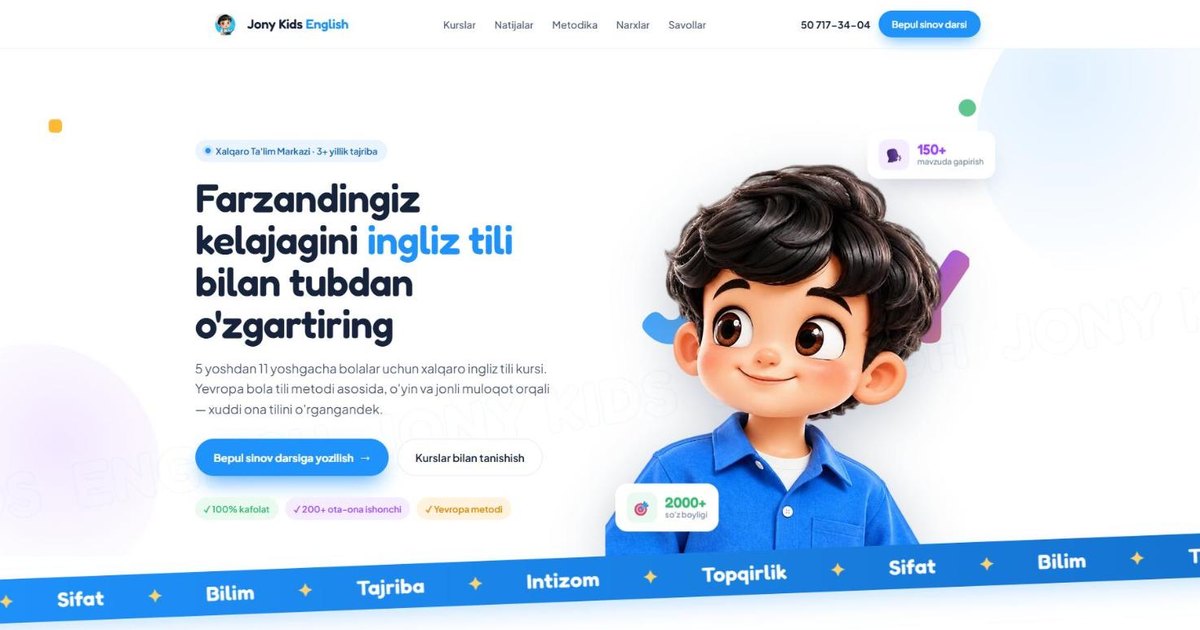 Jony Kids English
Kurslar
Natijalar
Metodika
Narxlar
Savollar
50 717-34-04
Bepul sinov darsi
Xalqaro Ta'lim Markazi · 3+ yillik tajriba
150+
mavzuda gapirish
Farzandingiz
kelajagini ingliz tili
bilan tubdan
o'zgartiring
5 yoshdan 11 yoshgacha bolalar uchun xalqaro ingliz tili kursi.
Yevropa bola tili metodi asosida, o'yin va jonli muloqot orqali
— xuddi ona tilini o'rgangandek.
Bepul sinov darsiga yozilish →
Kurslar bilan tanishish
✓ 100% kafolat
✓ 200+ ota-ona ishonchi
✓ Yevropa metodi
2000+
so'z boyligi
JONY KIDS
JONY
Sifat ✦ Bilim ✦ Tajriba ✦ Intizom ✦ Topqirlik ✦ Sifat ✦ Bilim ✦